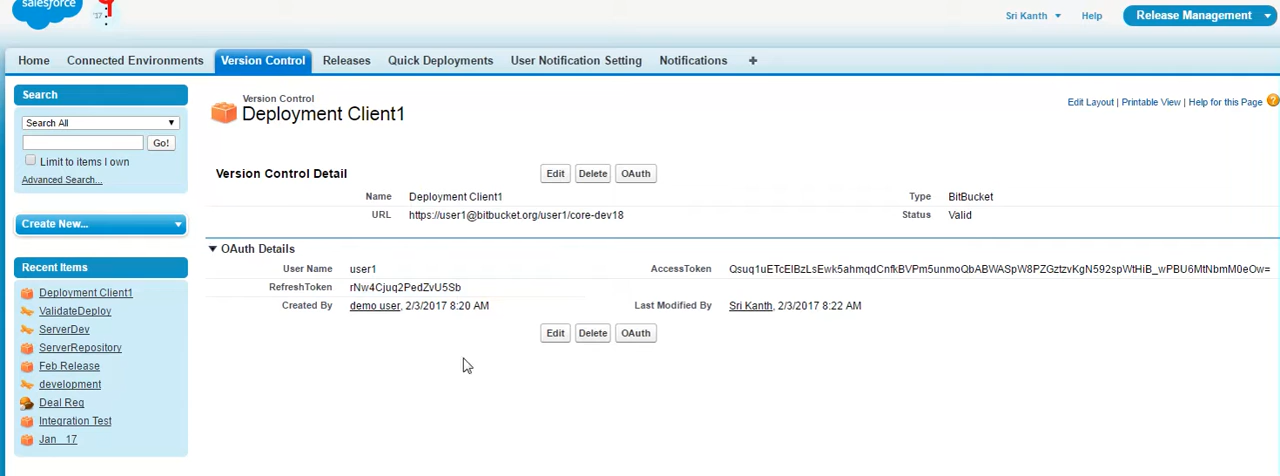 salesforce
'17
Sri Kanth Help Release Management
Home Connected Environments Version Control Releases Quick Deployments User Notification Setting Notifications +
Search
Search All
Go!
Limit to items I own
Advanced Search...
Create New...
Recent Items
Deployment Client1
ValidateDeploy
ServerDev
ServerRepository
Feb Release
development
Deal Req
Integration Test
Jan _17
Version Control
Deployment Client1
Edit Layout | Printable View | Help for this Page ?
Version Control Detail Edit Delete OAuth
Name Deployment Client1 Type BitBucket
URL https://user1@bitbucket.org/user1/core-dev18 Status Valid
OAuth Details
User Name user1 AccessToken Qsuq1uETcEIBzLsEwk5ahmqdCnfkBVPm5unmoQbABWASpW8PZGztzvKgN592spWtHiB_wPBU6MtNbmM0eOw=
RefreshToken rNw4Cjuq2PedZvU5Sb
Created By demo user, 2/3/2017 8:20 AM Last Modified By Sri Kanth, 2/3/2017 8:22 AM
Edit Delete OAuth